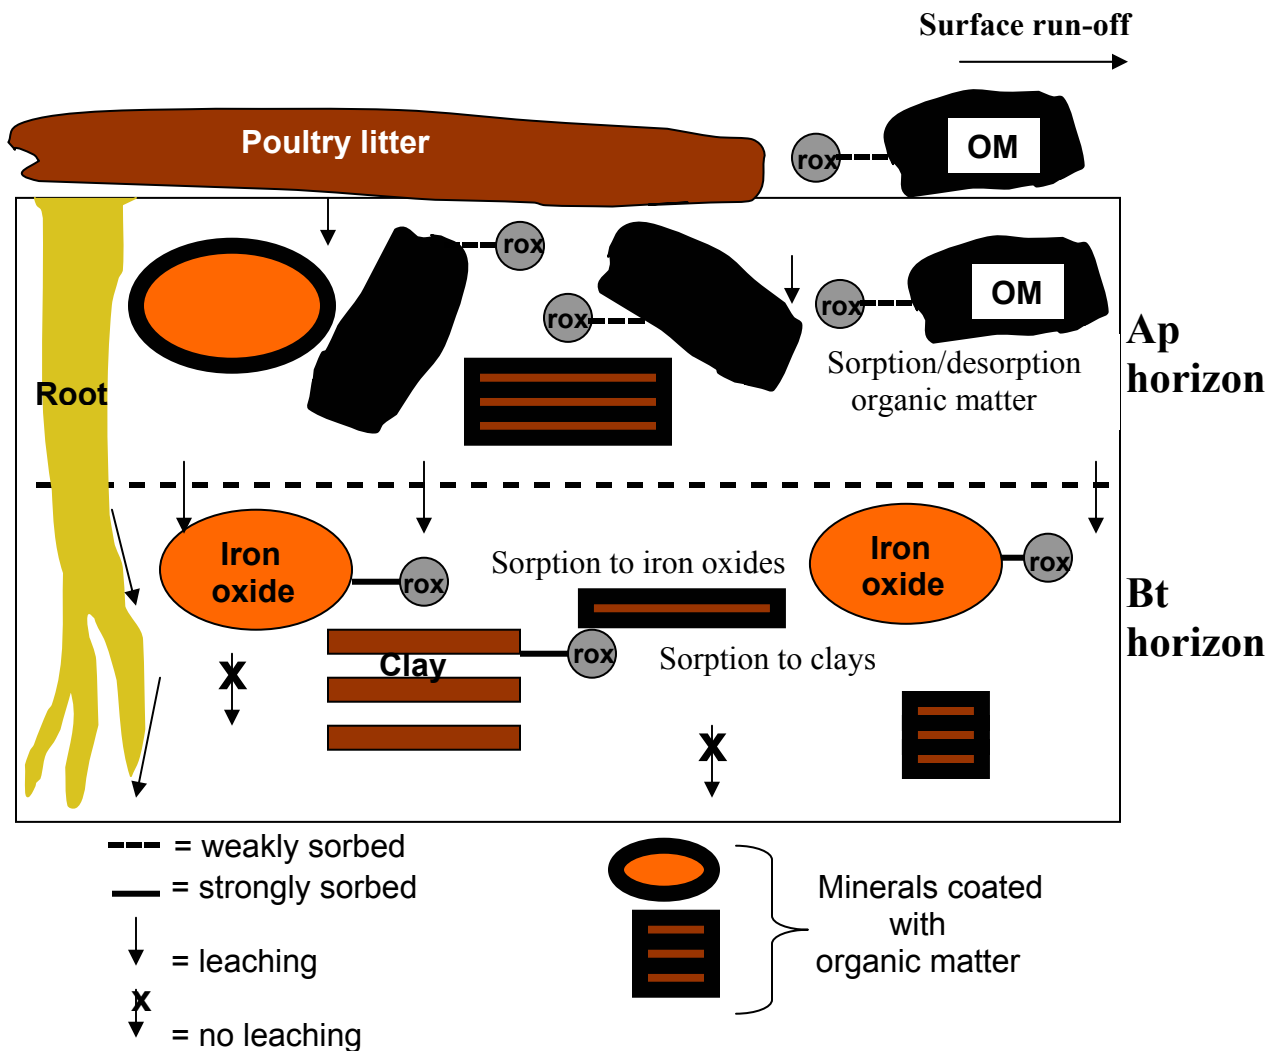 Surface run-off
Poultry litter
rox
OM
rox
rox
rox
OM
Ap
horizon
Root
Sorption/desorption
organic matter
Iron
oxide
rox
Sorption to iron oxides
Iron
oxide
rox
Bt
horizon
Clay
rox
Sorption to clays
x
x
= weakly sorbed
= strongly sorbed
= leaching
x
= no leaching
Minerals coated
with
organic matter